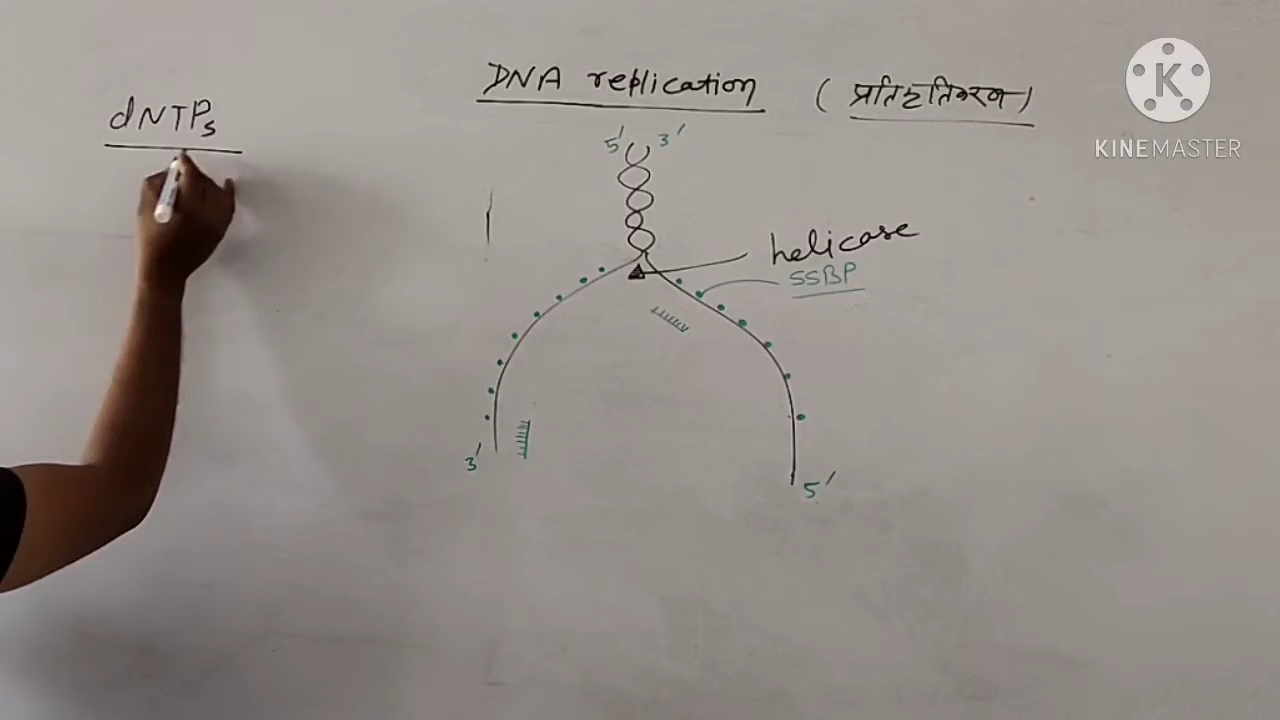 DNA replication (प्रतिकृतिकरण)
dNTPs
5' 3'
helicase
SSBP
3'
5'
K
KINEMASTER